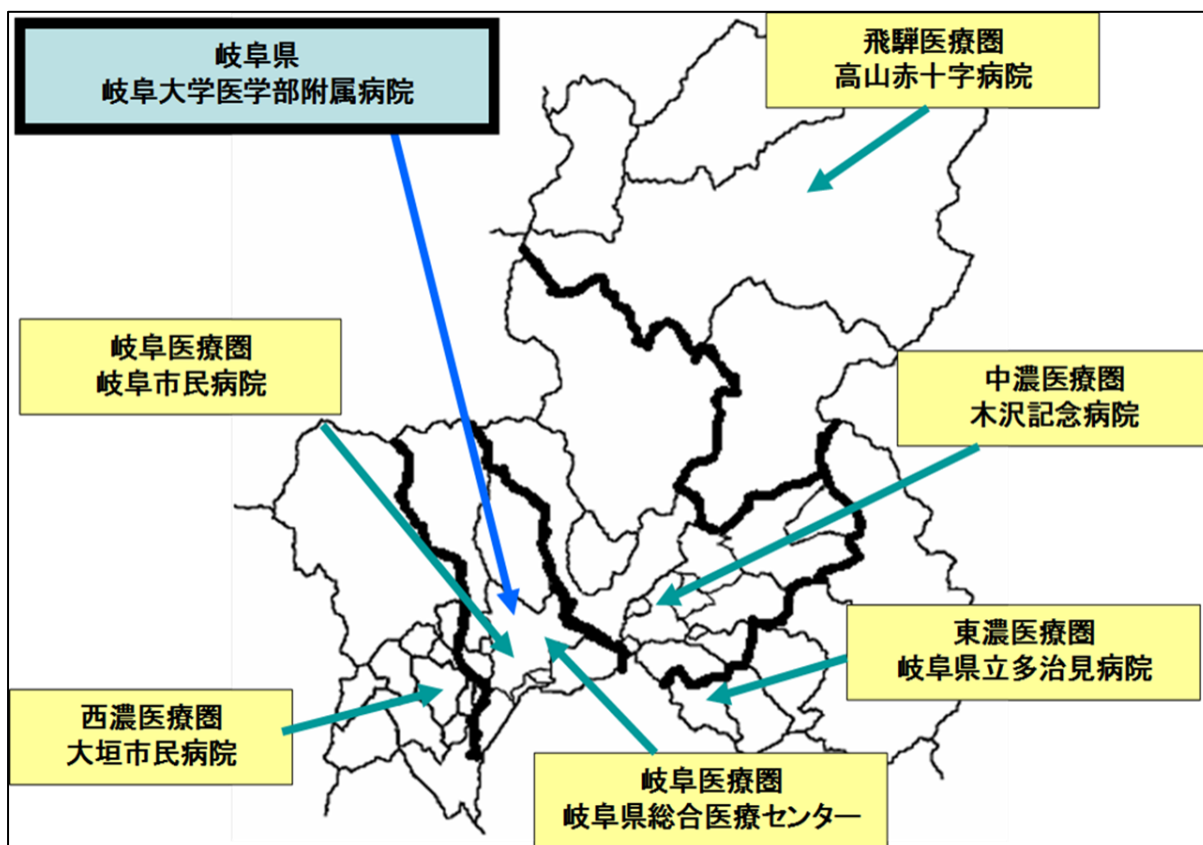 岐阜県
岐阜大学医学部附属病院
飛騨医療圏
高山赤十字病院
岐阜医療圏
岐阜市民病院
中濃医療圏
木沢記念病院
東濃医療圏
岐阜県立多治見病院
西濃医療圏
大垣市民病院
岐阜医療圏
岐阜県総合医療センター